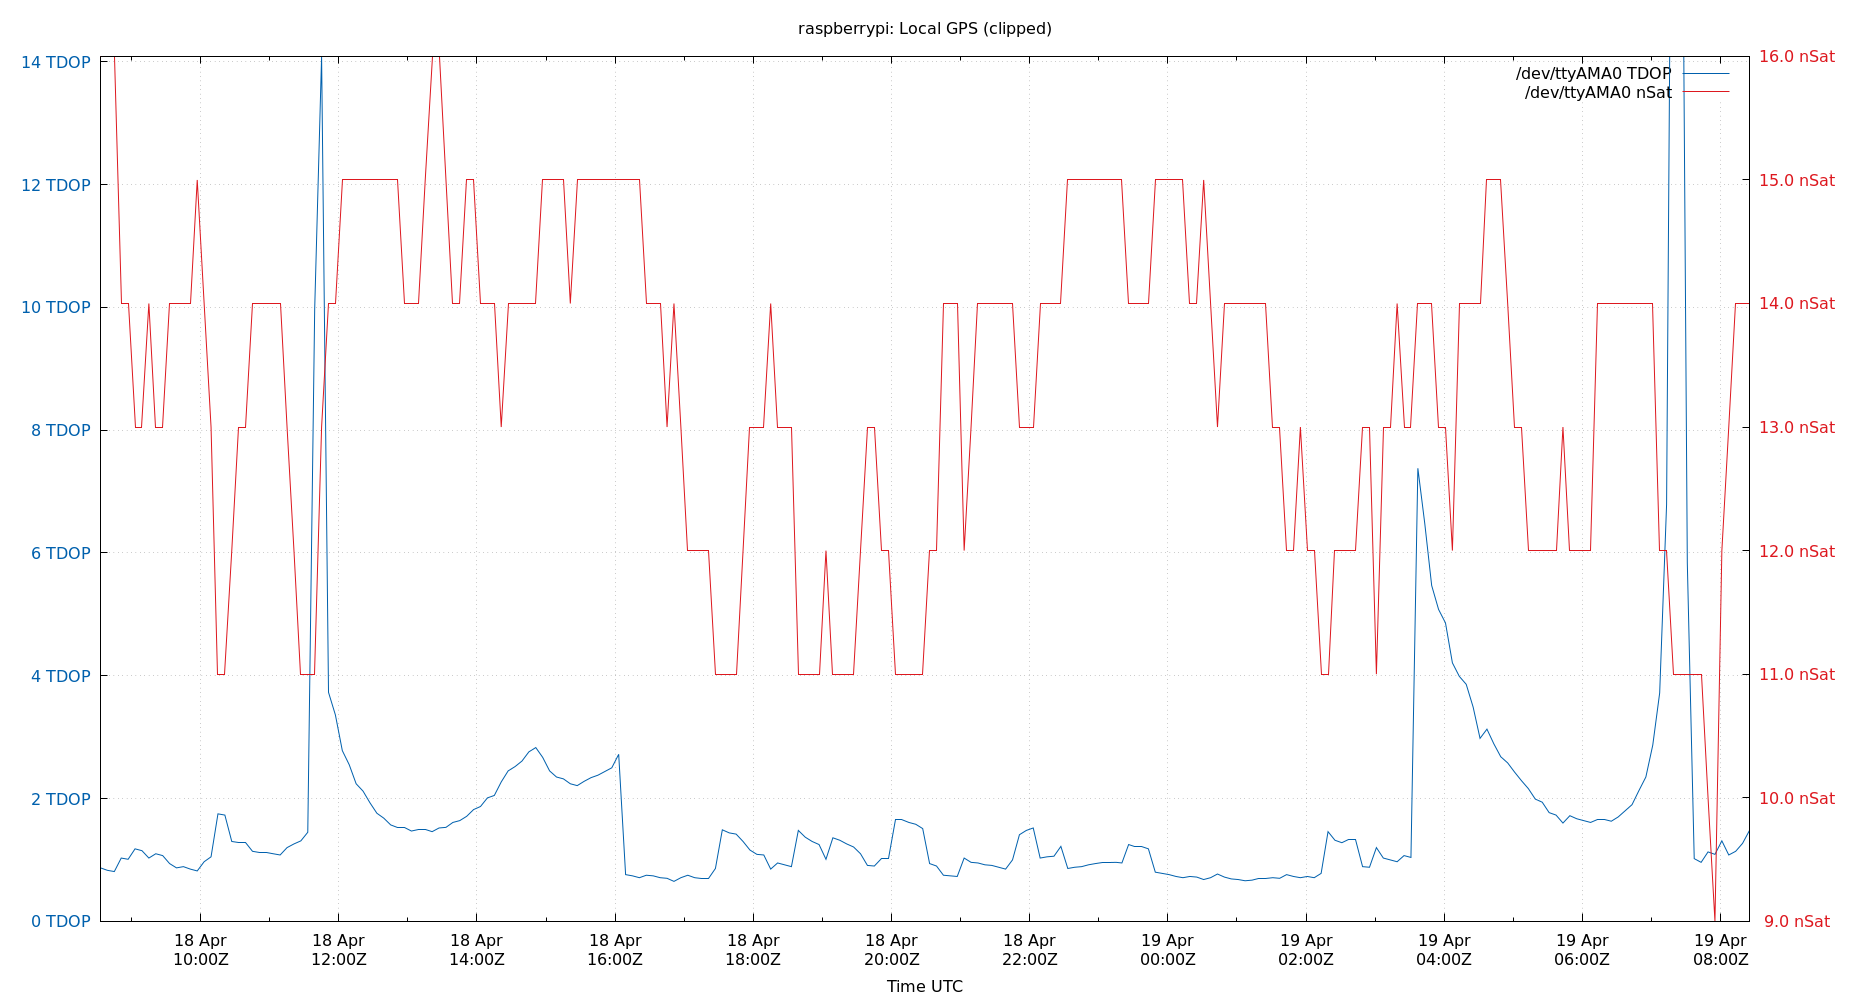 raspberrypi: Local GPS (clipped)
14 TDOP
12 TDOP
10 TDOP
8 TDOP
6 TDOP
4 TDOP
2 TDOP
0 TDOP
/dev/ttyAMA0 TDOP
/dev/ttyAMA0 nSat
16.0 nSat
15.0 nSat
14.0 nSat
13.0 nSat
12.0 nSat
11.0 nSat
10.0 nSat
9.0 nSat
18 Apr 18 Apr 18 Apr 18 Apr 18 Apr 18 Apr 18 Apr 19 Apr 19 Apr 19 Apr 19 Apr 19 Apr
10:00Z 12:00Z 14:00Z 16:00Z 18:00Z 20:00Z 22:00Z 00:00Z 02:00Z 04:00Z 06:00Z 08:00Z
Time UTC